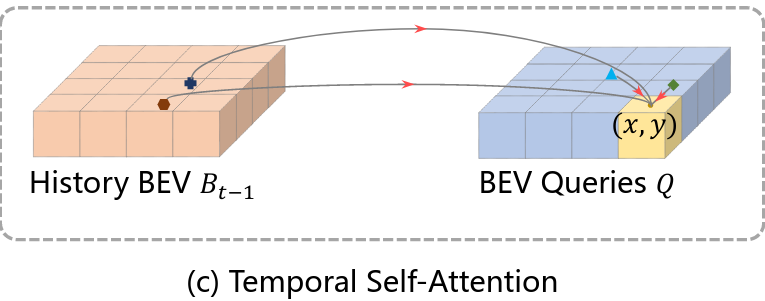 (x, y)
History BEV B_{t−1}
BEV Queries Q
(c) Temporal Self-Attention